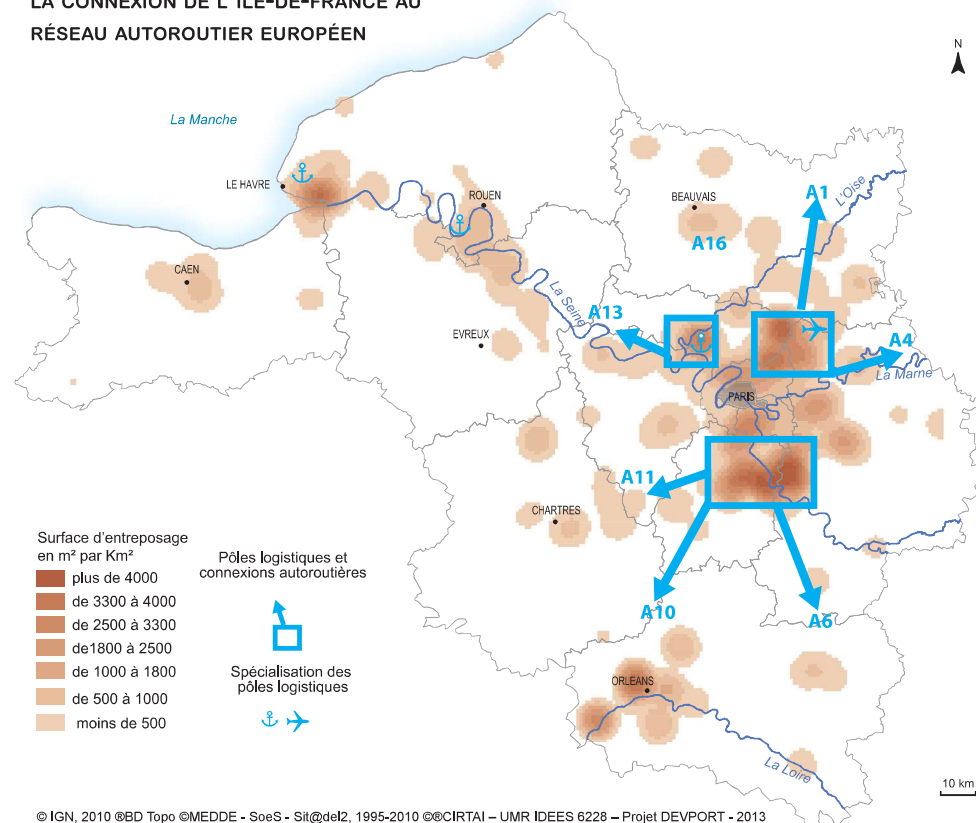 LA CONNEXION DE L'ÎLE-DE-FRANCE AU
RÉSEAU AUTOROUTIER EUROPÉEN
N
La Manche
LE HAVRE
ROUEN
BEAUVAIS
A1
L'Oise
A16
CAEN
La Seine
A13
EVREUX
A4
La Marne
PARIS
A11
CHARTRES
A10
A6
ORLEANS
La Loire
Surface d'entreposage
en m² par Km²
plus de 4000
de 3300 à 4000
de 2500 à 3300
de1800 à 2500
de 1000 à 1800
de 500 à 1000
moins de 500
Pôles logistiques et
connexions autoroutières
Spécialisation des
pôles logistiques
10 km
© IGN, 2010 ®BD Topo ©MEDDE - SoeS - Sit@del2, 1995-2010 ©®CIRTAI – UMR IDEES 6228 – Projet DEVPORT - 2013